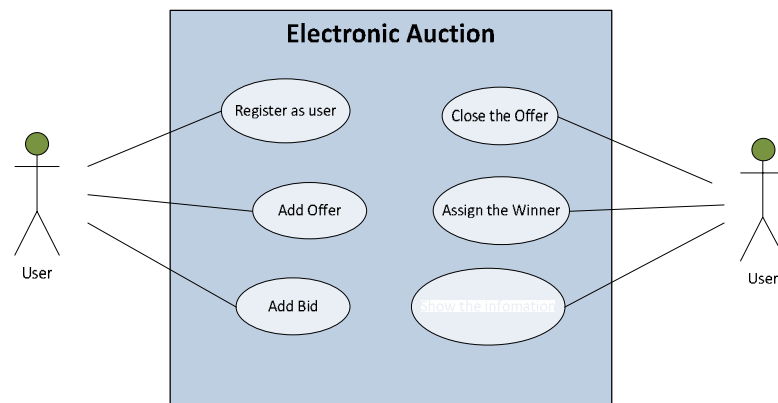 Electronic Auction
Register as user
Close the Offer
Add Offer
Assign the Winner
Add Bid
Show the infomation
User
User